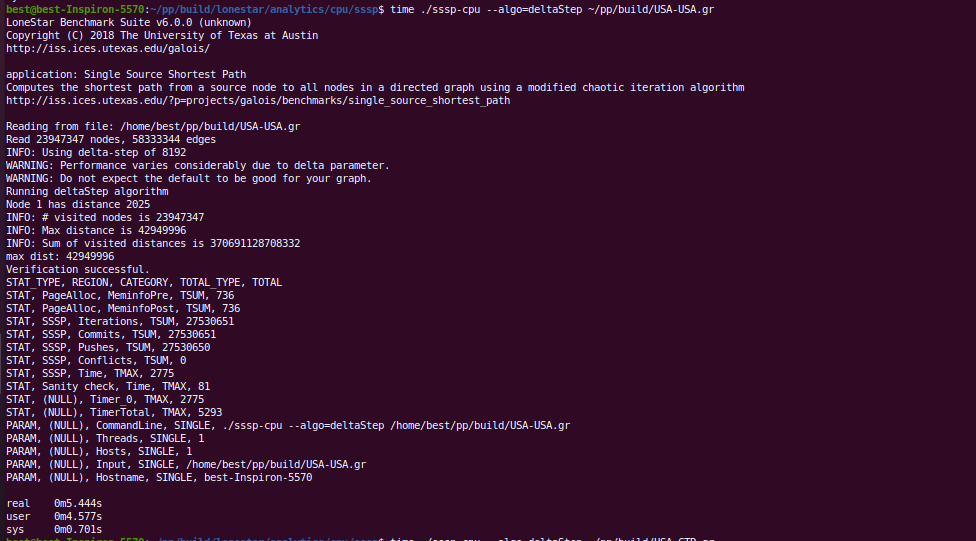 best@best-Inspiron-5570:~/pp/build/lonestar/analytics/cpu/sssp$ time ./sssp-cpu --algo=deltaStep ~/pp/build/USA-USA.gr
LoneStar Benchmark Suite v6.0.0 (unknown)
Copyright (C) 2018 The University of Texas at Austin
http://iss.ices.utexas.edu/galois/
application: Single Source Shortest Path
Computes the shortest path from a source node to all nodes in a directed graph using a modified chaotic iteration algorithm
http://iss.ices.utexas.edu/?p=projects/galois/benchmarks/single_source_shortest_path
Reading from file: /home/best/pp/build/USA-USA.gr
Read 23947347 nodes, 58333344 edges
INFO: Using delta-step of 8192
WARNING: Performance varies considerably due to delta parameter.
WARNING: Do not expect the default to be good for your graph.
Running deltaStep algorithm
Node 1 has distance 2025
INFO: # visited nodes is 23947347
INFO: Max distance is 42949996
INFO: Sum of visited distances is 370691128708332
max dist: 42949996
Verification successful.
STAT_TYPE, REGION, CATEGORY, TOTAL_TYPE, TOTAL
STAT, PageAlloc, MeminfoPre, TSUM, 736
STAT, PageAlloc, MeminfoPost, TSUM, 736
STAT, SSSP, Iterations, TSUM, 27530651
STAT, SSSP, Commits, TSUM, 27530651
STAT, SSSP, Pushes, TSUM, 27530650
STAT, SSSP, Conflicts, TSUM, 0
STAT, SSSP, Time, TMAX, 2775
STAT, Sanity check, Time, TMAX, 81
STAT, (NULL), Timer_0, TMAX, 2775
STAT, (NULL), TimerTotal, TMAX, 5293
PARAM, (NULL), CommandLine, SINGLE, ./sssp-cpu --algo=deltaStep /home/best/pp/build/USA-USA.gr
PARAM, (NULL), Threads, SINGLE, 1
PARAM, (NULL), Hosts, SINGLE, 1
PARAM, (NULL), Input, SINGLE, /home/best/pp/build/USA-USA.gr
PARAM, (NULL), Hostname, SINGLE, best-Inspiron-5570
real 0m5.444s
user 0m4.577s
sys 0m0.701s